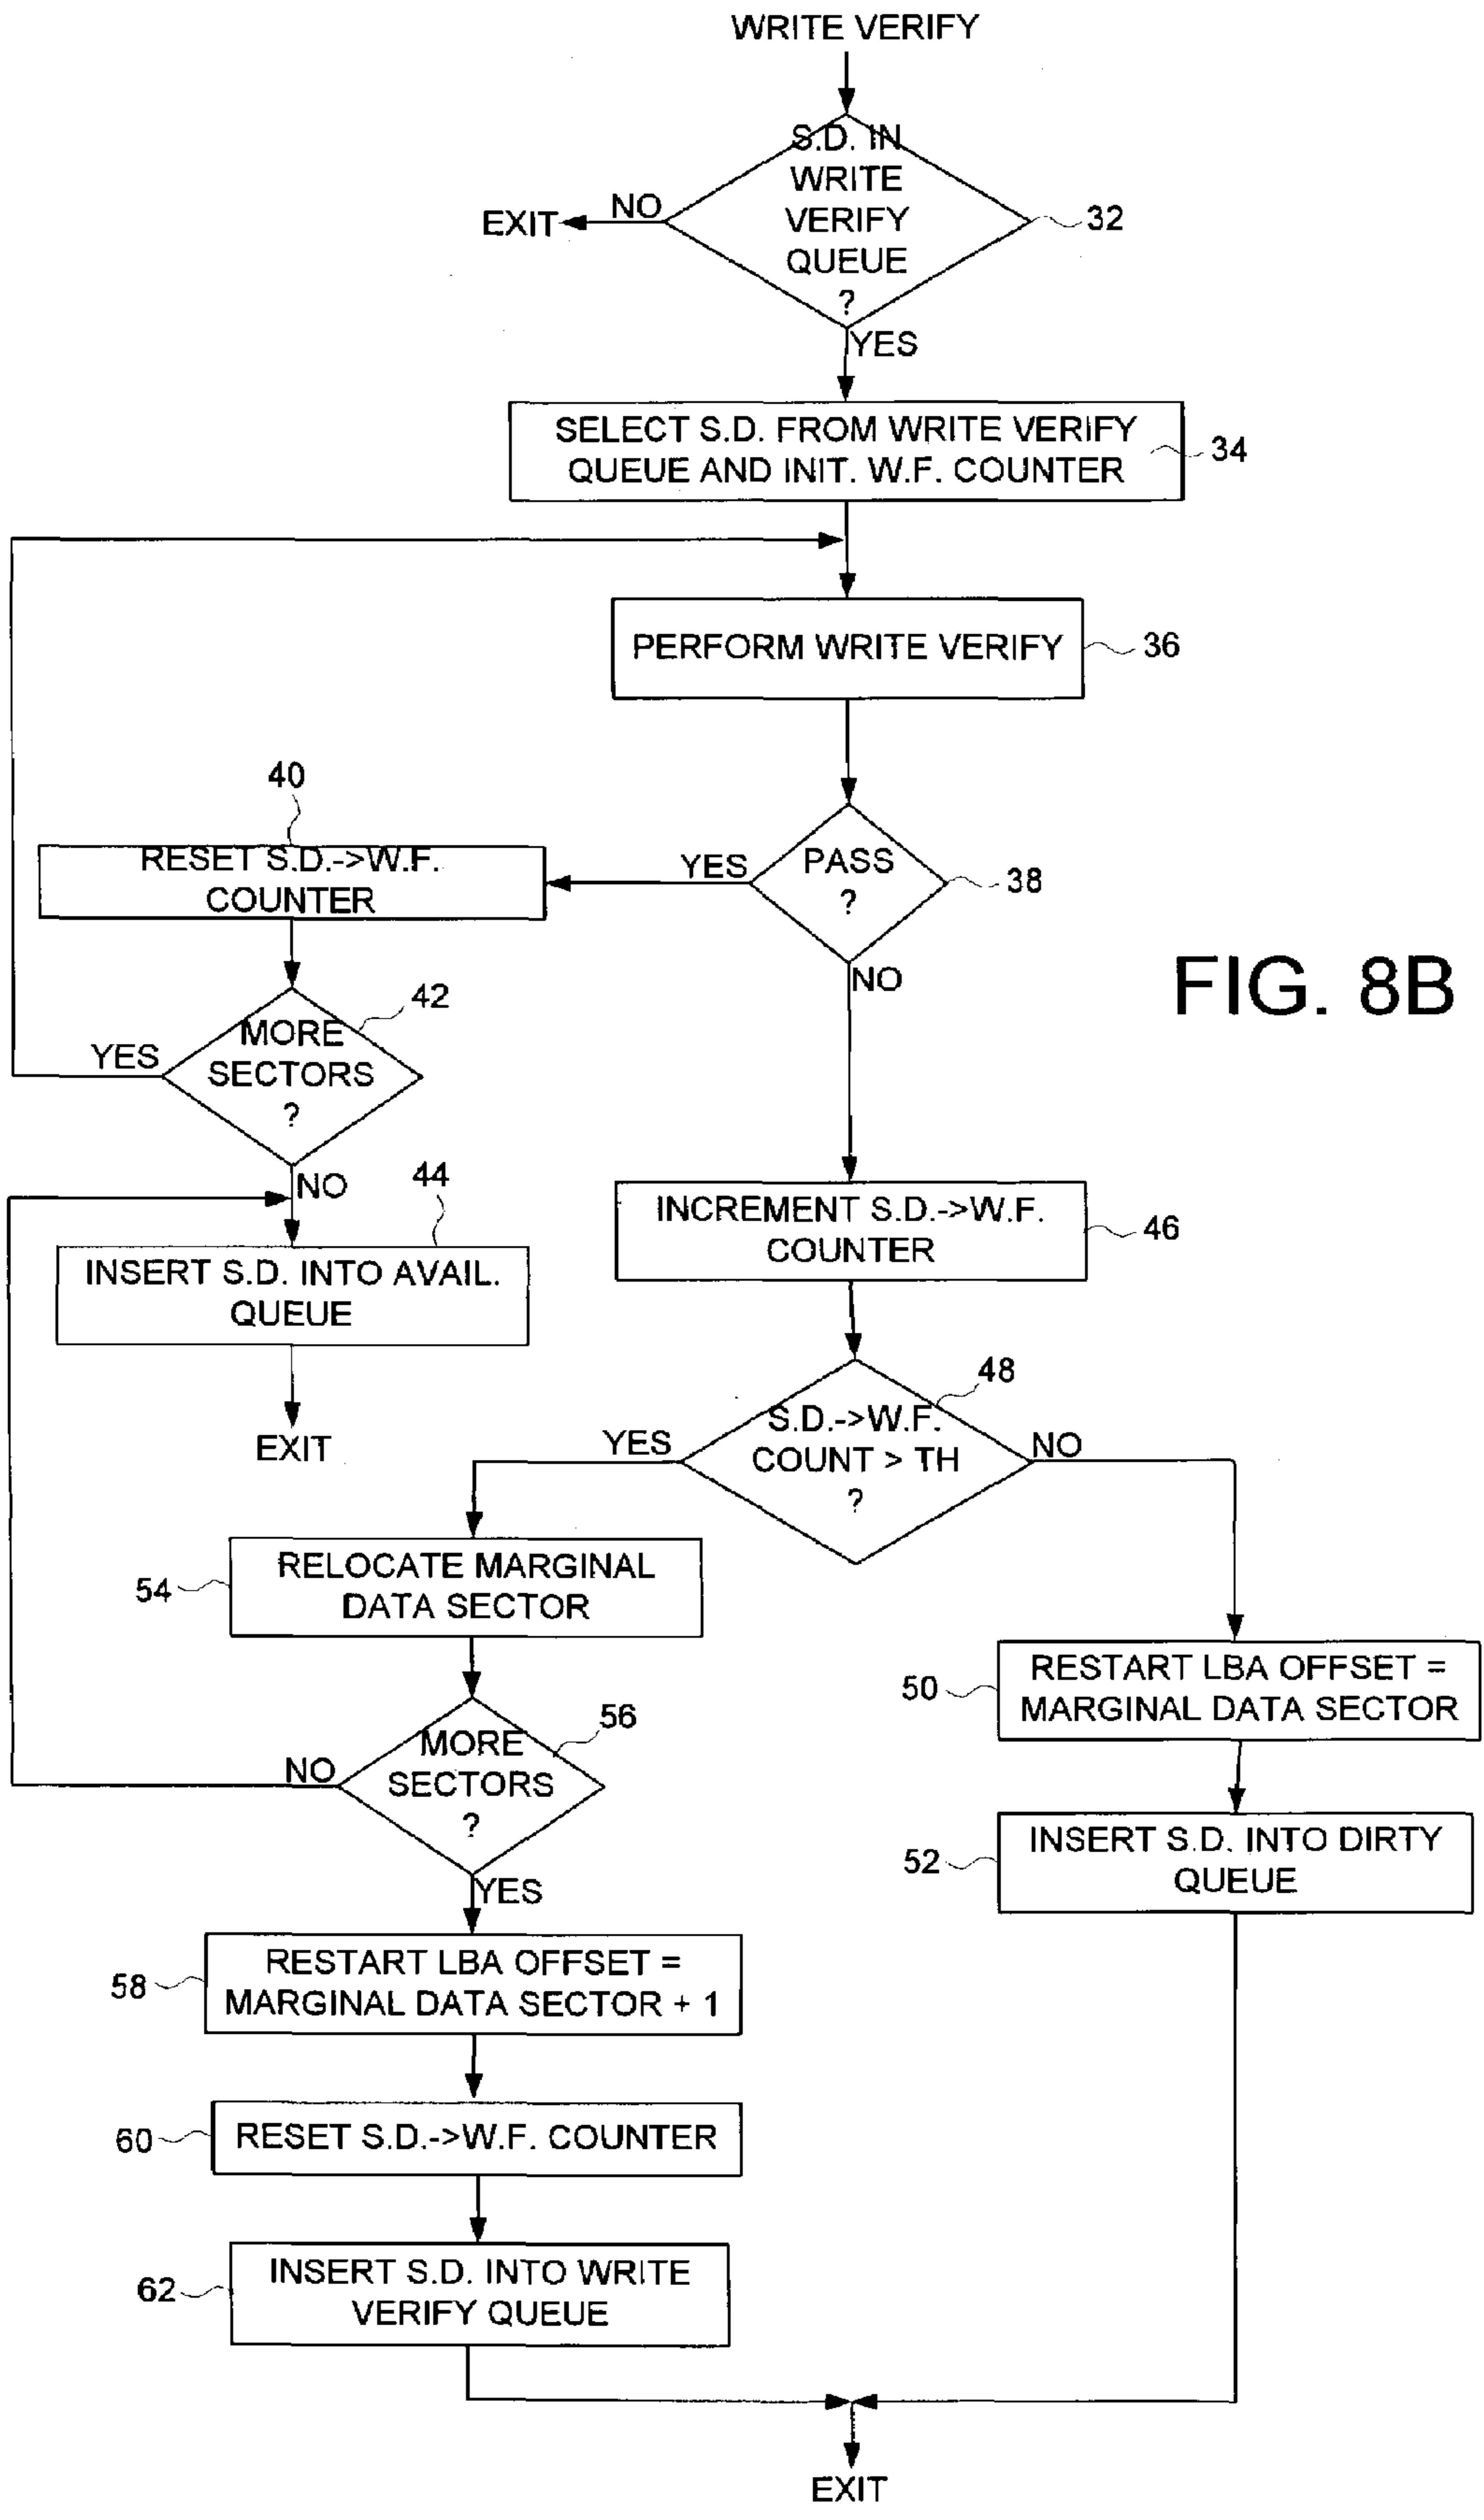 WRITE VERIFY
S.D. IN
WRITE
VERIFY
QUEUE
?
32
NO
EXIT
YES
SELECT S.D. FROM WRITE VERIFY
QUEUE AND INIT. W.F. COUNTER
34
PERFORM WRITE VERIFY
36
40
RESET S.D.->W.F.
COUNTER
YES
PASS
?
38
NO
FIG. 8B
42
MORE
SECTORS
?
YES
NO
44
INSERT S.D. INTO AVAIL.
QUEUE
EXIT
INCREMENT S.D.->W.F.
COUNTER
46
48
S.D.->W.F.
COUNT > TH
?
YES
NO
54
RELOCATE MARGINAL
DATA SECTOR
50
RESTART LBA OFFSET =
MARGINAL DATA SECTOR
56
MORE
SECTORS
?
NO
YES
52
INSERT S.D. INTO DIRTY
QUEUE
58
RESTART LBA OFFSET =
MARGINAL DATA SECTOR + 1
60
RESET S.D.->W.F. COUNTER
62
INSERT S.D. INTO WRITE
VERIFY QUEUE
EXIT